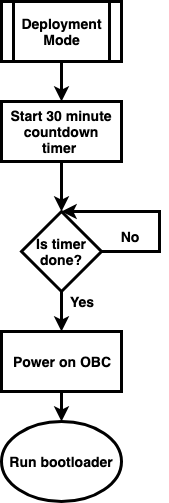 Deployment
Mode
Start 30 minute
countdown
timer
Is timer
done?
No
Yes
Power on OBC
Run bootloader